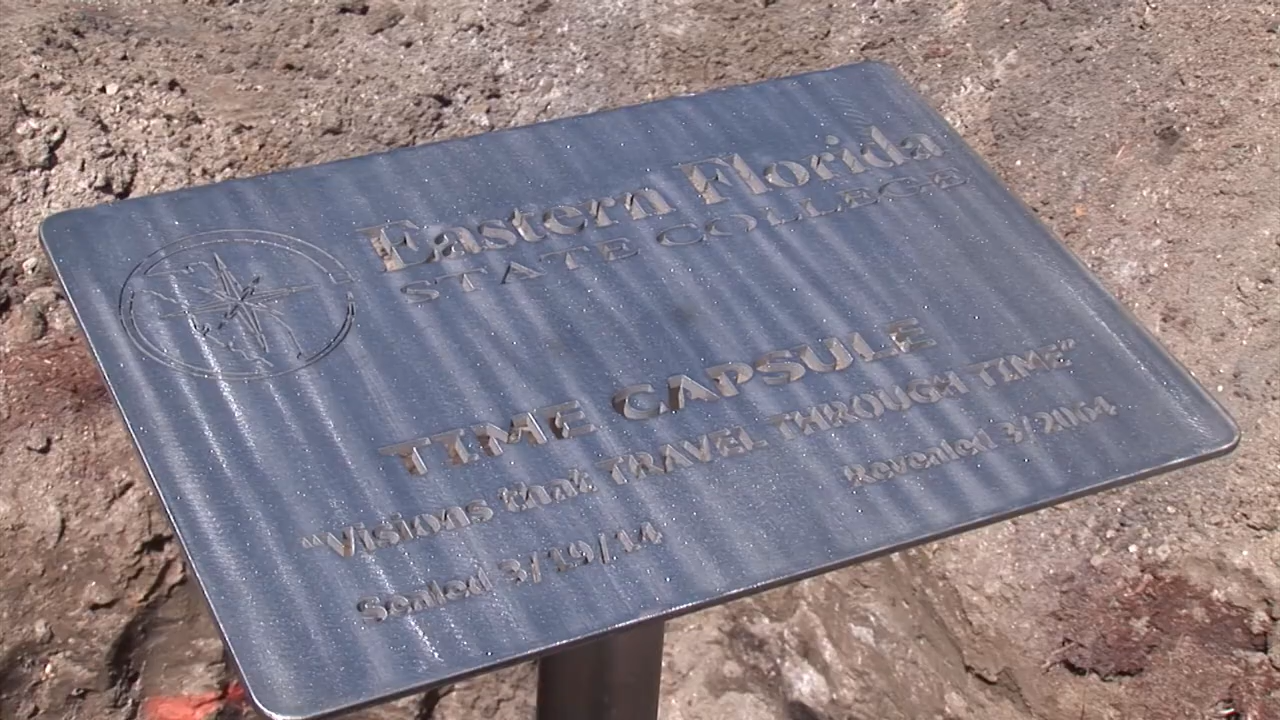 Eastern Florida
STATE COLLEGE
TIME CAPSULE
"Visions that TRAVEL THROUGH TIME"
Sealed 3/19/14 Revealed 3/2064